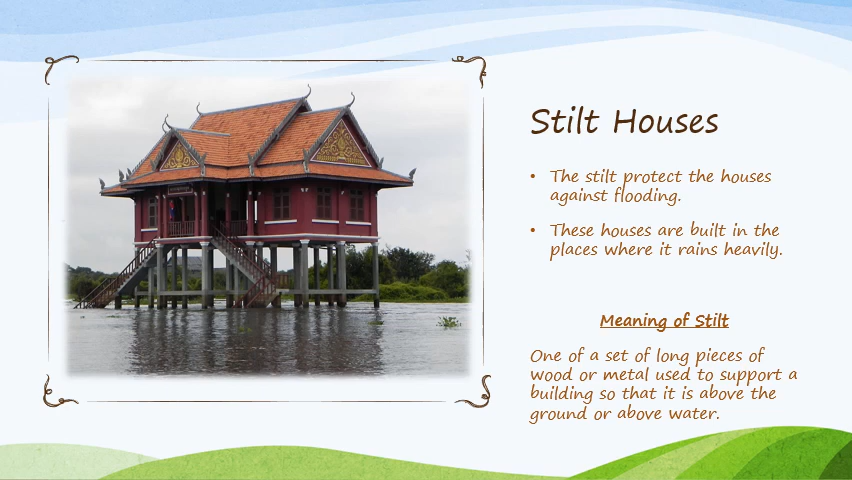 Stilt Houses
• The stilt protect the houses
against flooding.
• These houses are built in the
places where it rains heavily.
Meaning of Stilt
One of a set of long pieces of
wood or metal used to support a
building so that it is above the
ground or above water.